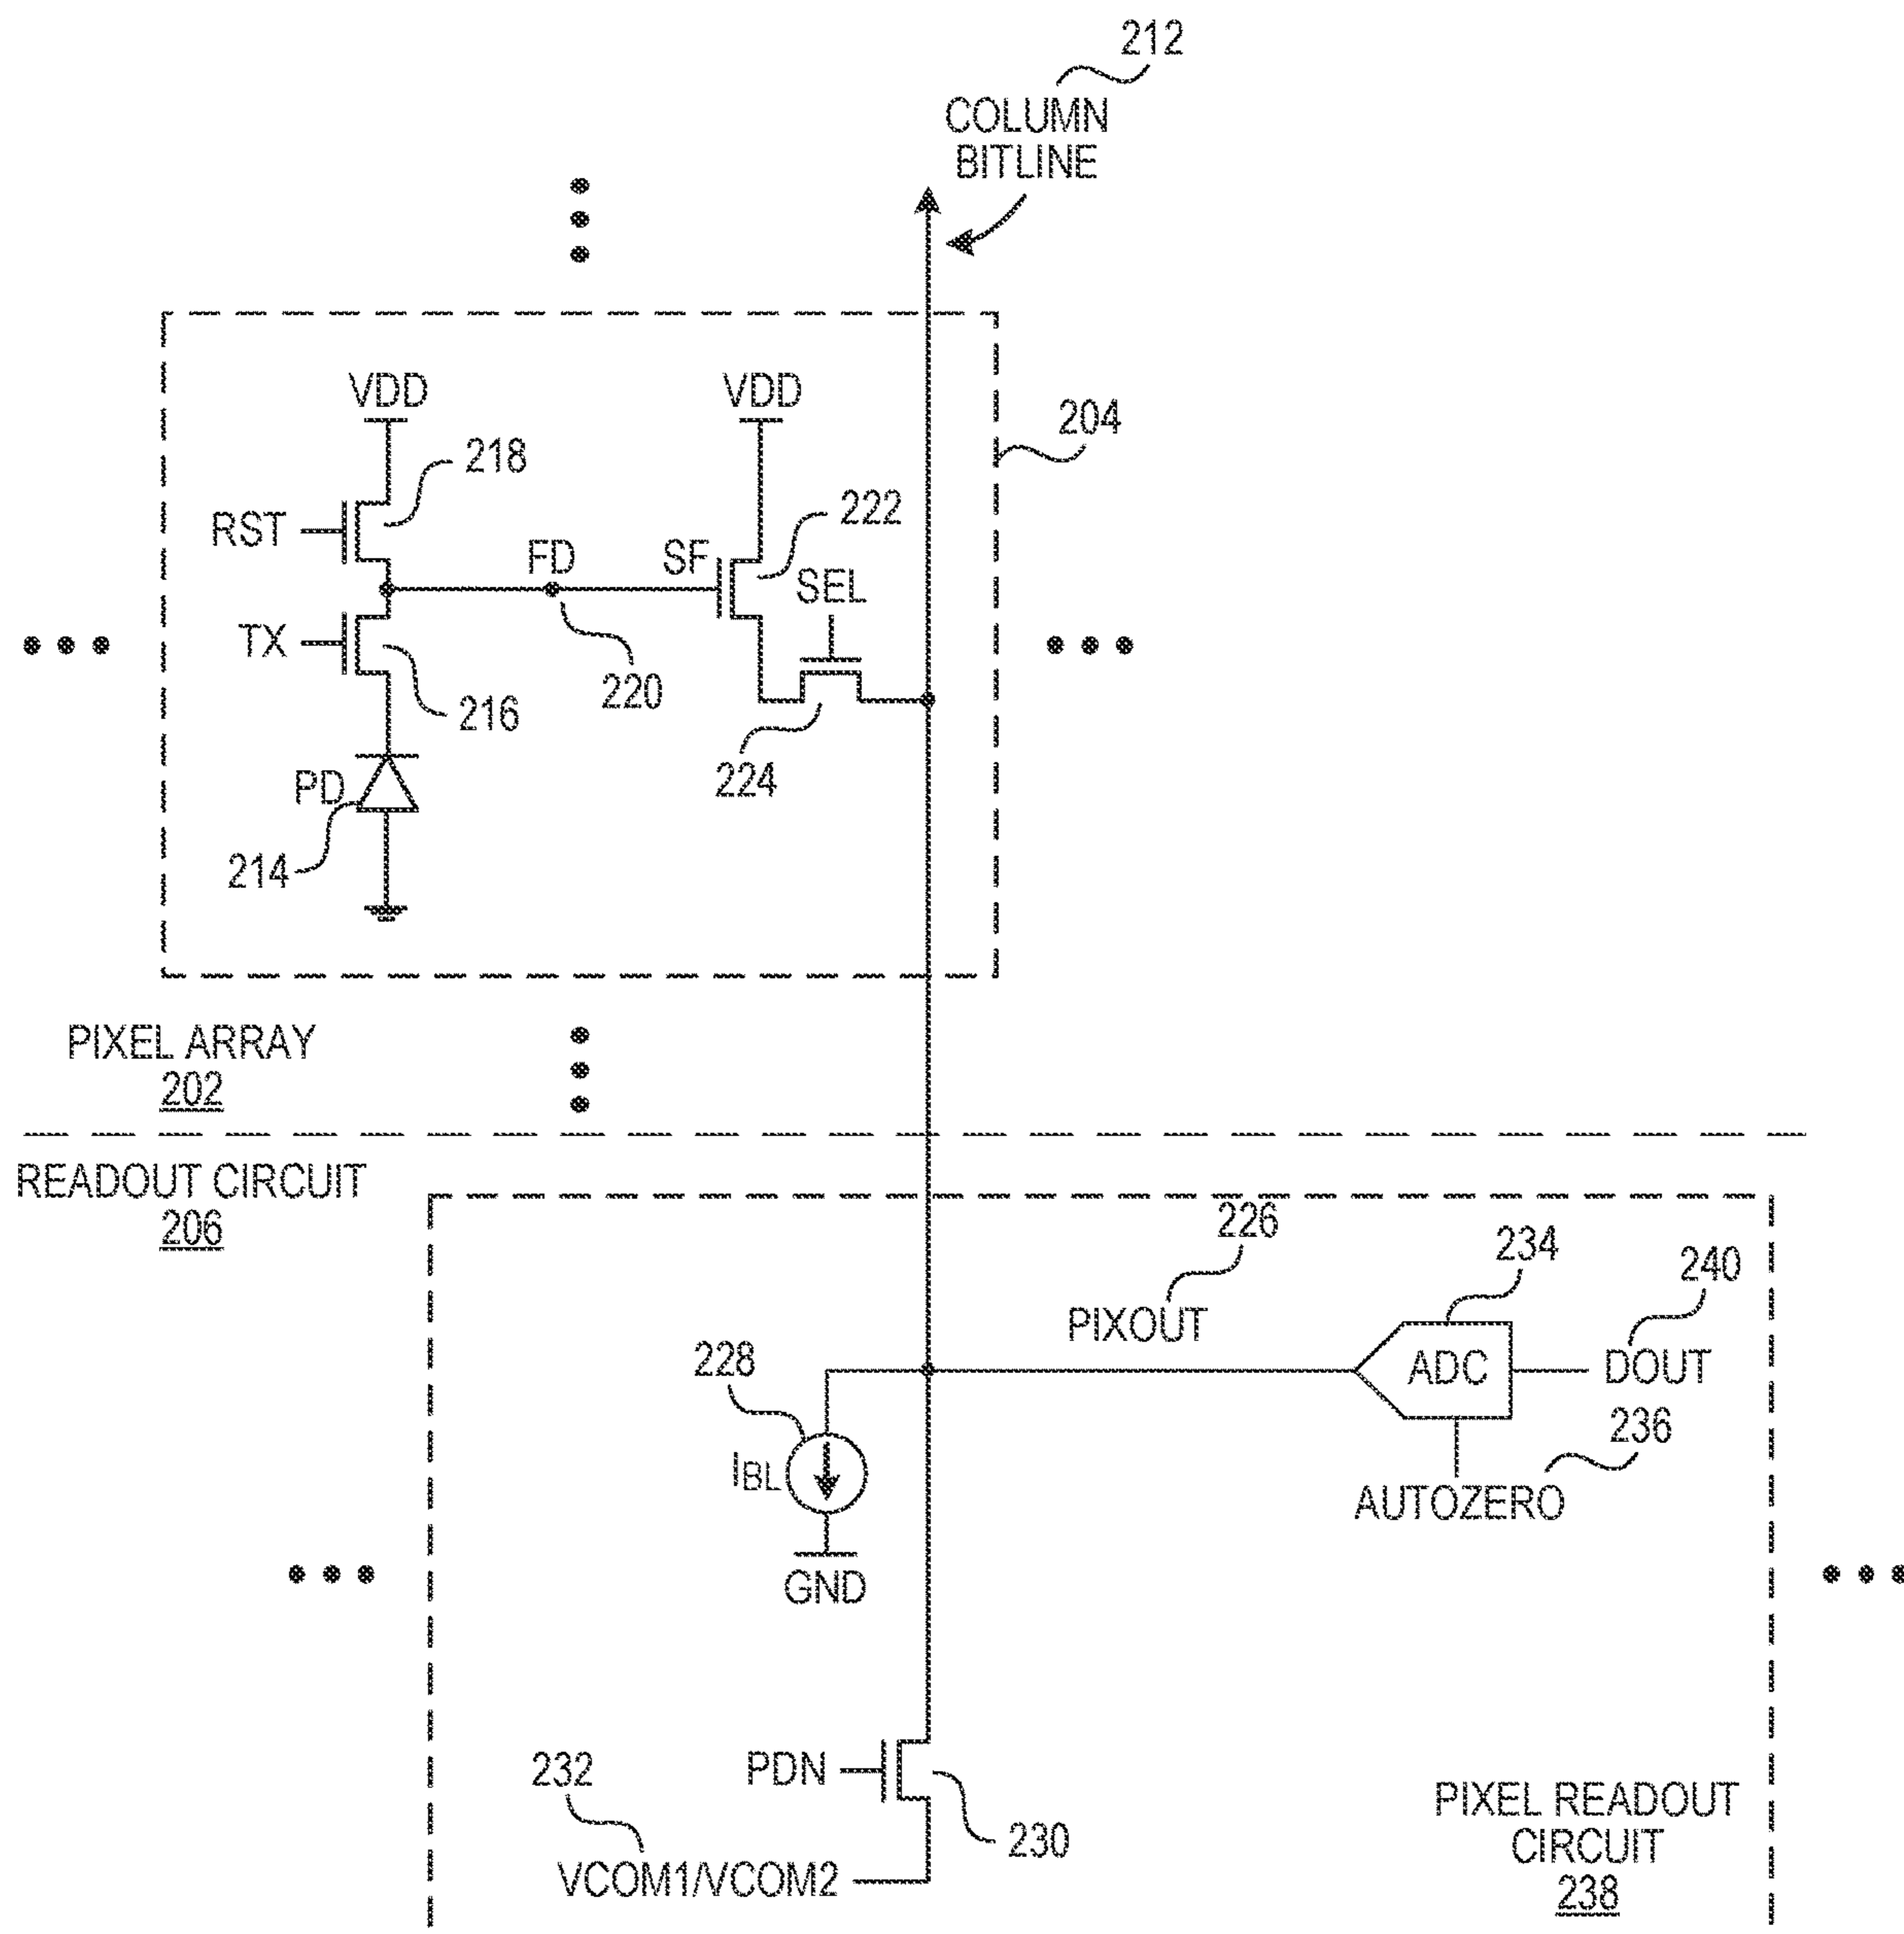 212
COLUMN
BITLINE
VDD
VDD
204
218
222
RST
FD
SF
SEL
TX
220
216
224
PD
214
PIXEL ARRAY
202
READOUT CIRCUIT
206
226
234
240
PIXOUT
228
ADC
DOUT
236
IBL
AUTOZERO
GND
232
PDN
230
VCOM1/VCOM2
PIXEL READOUT
CIRCUIT
238